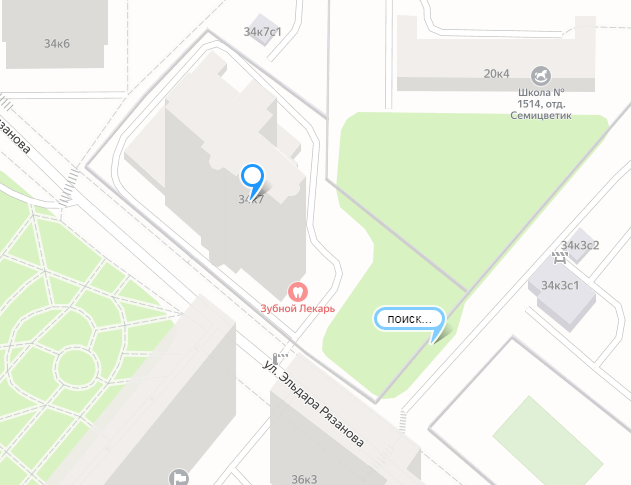 34к7с1
34к6
20к4
Школа №
1514, отд.
Семицветик
язанова
34к7
34к3с2
34к3с1
Зубной Лекарь
поиск...
ул. Эльдара Рязанова
36к3